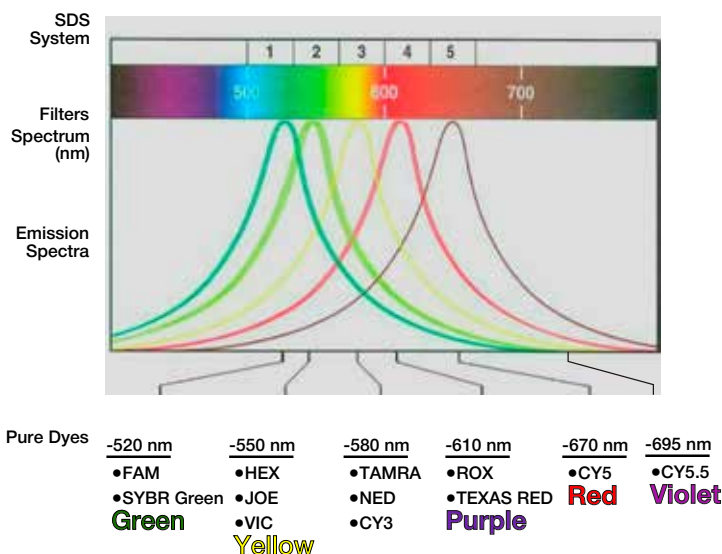 SDS
System
1 2 3 4 5
500 600 700
Filters
Spectrum
(nm)
Emission
Spectra
Pure Dyes
-520 nm
•FAM
•SYBR Green
Green
-550 nm
•HEX
•JOE
•VIC
Yellow
-580 nm
•TAMRA
•NED
•CY3
-610 nm
•ROX
•TEXAS RED
Purple
-670 nm
•CY5
Red
-695 nm
•CY5.5
Violet